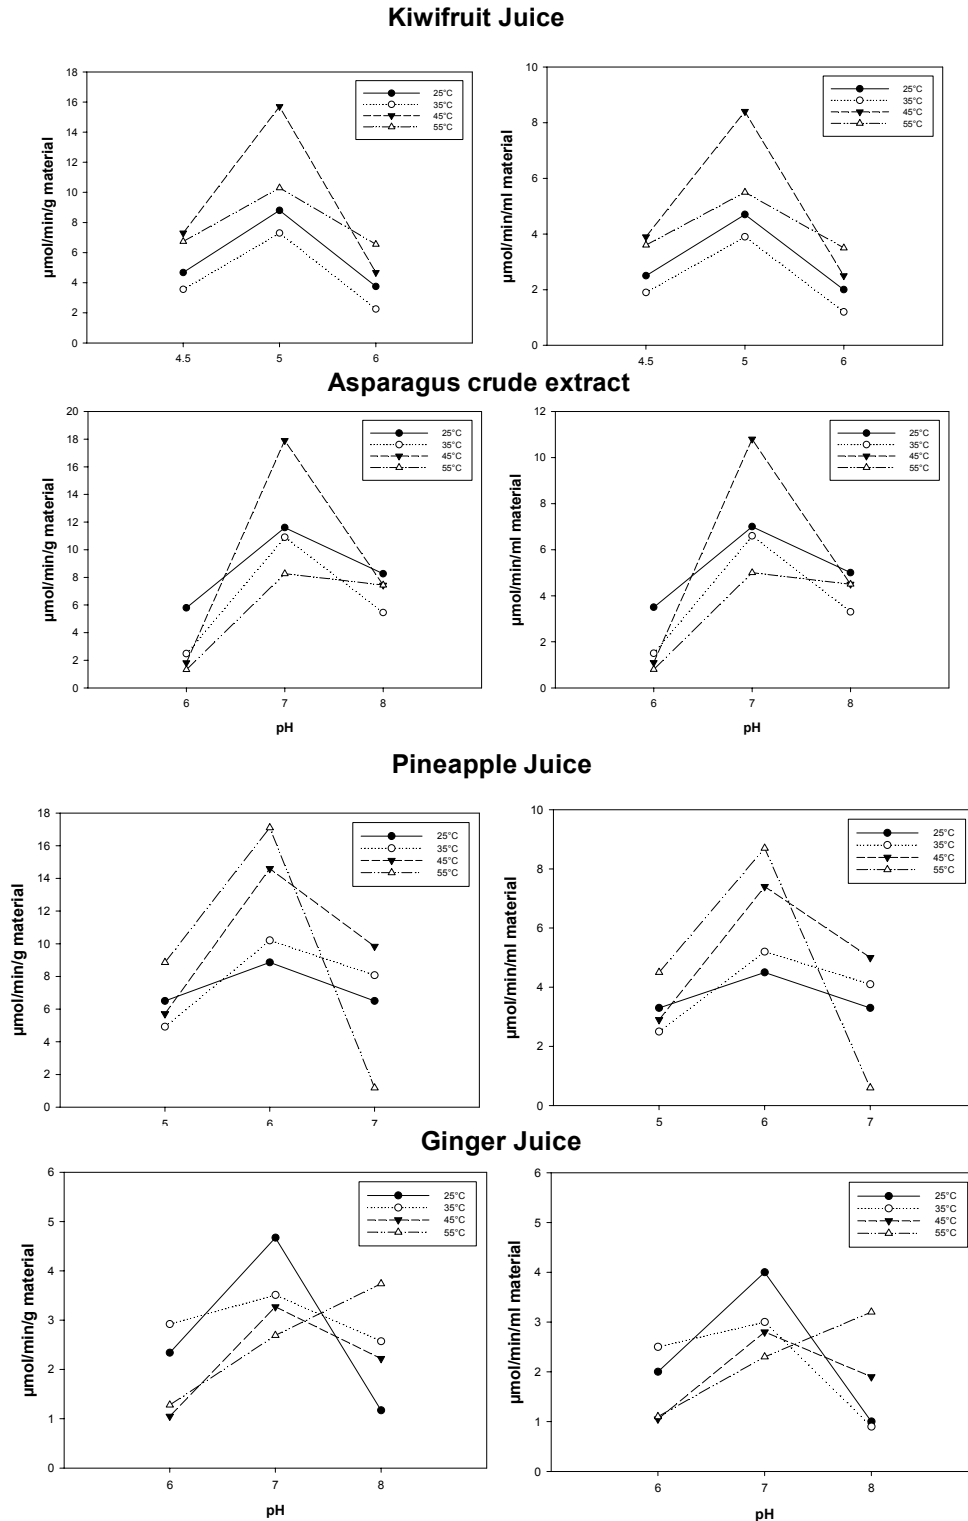 Kiwifruit Juice
µmol/min/g material
18
16
14
12
10
8
6
4
2
0
4.5 5 6
25°C
35°C
45°C
55°C
µmol/min/ml material
10
8
6
4
2
0
4.5 5 6
25°C
35°C
45°C
55°C
Asparagus crude extract
µmol/min/g material
20
18
16
14
12
10
8
6
4
2
0
6 7 8
pH
25°C
35°C
45°C
55°C
µmol/min/ml material
12
10
8
6
4
2
0
6 7 8
pH
25°C
35°C
45°C
55°C
Pineapple Juice
µmol/min/g material
18
16
14
12
10
8
6
4
2
0
5 6 7
25°C
35°C
45°C
55°C
µmol/min/ml material
10
8
6
4
2
0
5 6 7
25°C
35°C
45°C
55°C
Ginger Juice
µmol/min/g material
6
5
4
3
2
1
0
6 7 8
pH
25°C
35°C
45°C
55°C
µmol/min/ml material
6
5
4
3
2
1
0
6 7 8
pH
25°C
35°C
45°C
55°C